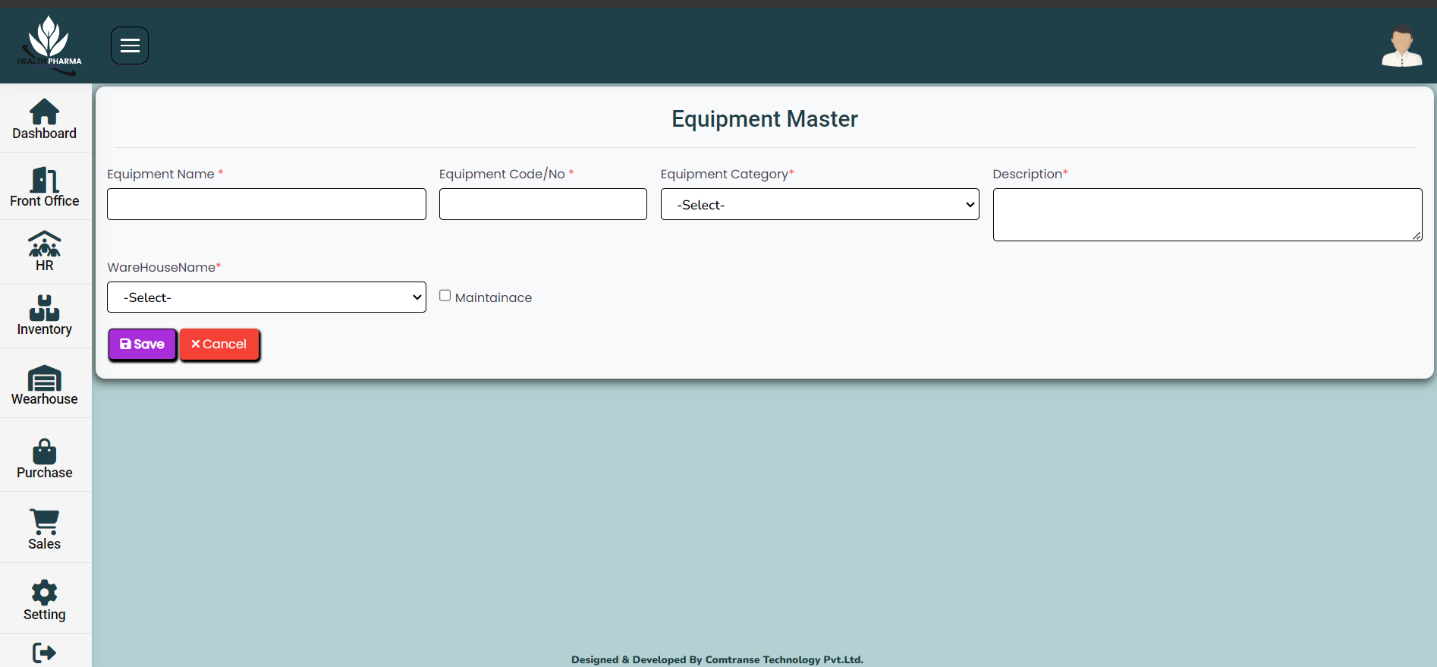 HEALTH PHARMA
Equipment Master
Dashboard
Front Office
HR
Inventory
Wearhouse
Purchase
Sales
Setting
Equipment Name *
Equipment Code/No *
Equipment Category*
Description*
-Select-
WareHouseName*
-Select-
Maintainace
Save
Cancel
Designed & Developed By Comtranse Technology Pvt.Ltd.